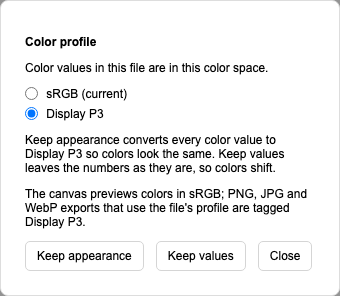 Color profile
Color values in this file are in this color space.
sRGB (current)
Display P3
Keep appearance converts every color value to
Display P3 so colors look the same. Keep values
leaves the numbers as they are, so colors shift.
The canvas previews colors in sRGB; PNG, JPG and
WebP exports that use the file's profile are tagged
Display P3.
Keep appearance Keep values Close